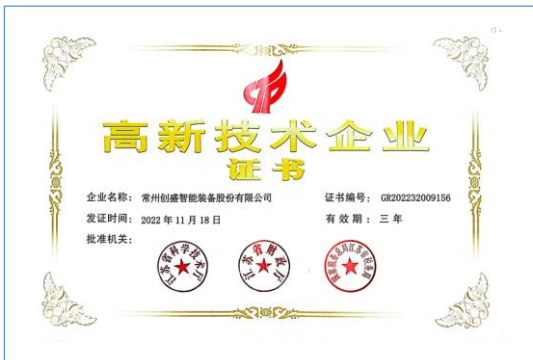 高新技术企业
证书
企业名称：常州创盛智能装备股份有限公司
证书编号：GR202232009156
发证时间：2022年11月18日
有效期：三年
批准机关：
江苏省科学技术厅
江苏省财政厅
国家税务总局江苏省税务局